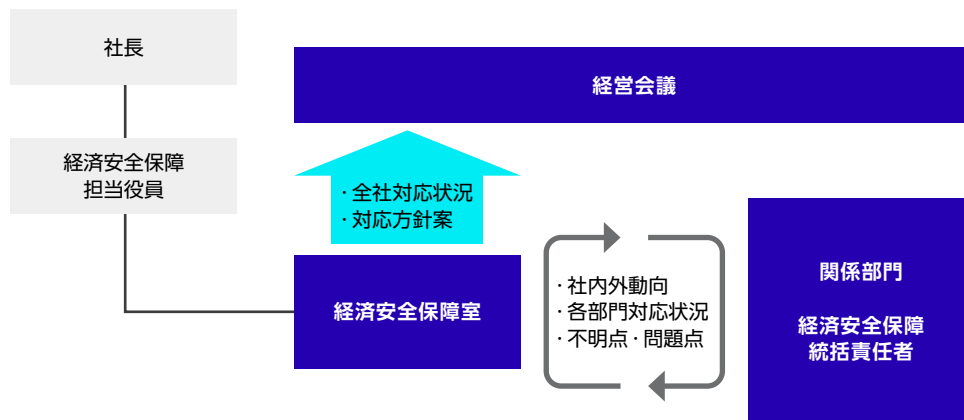 社長
経営会議
経済安全保障
担当役員
・全社対応状況
・対応方針案
経済安全保障室
・社内外動向
・各部門対応状況
・不明点・問題点
関係部門
経済安全保障
統括責任者